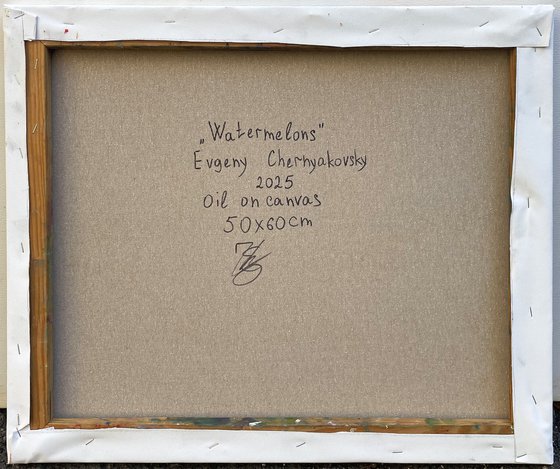 „Watermelons"
Evgeny Chernyakovsky
2025
Oil on canvas
50x60cm